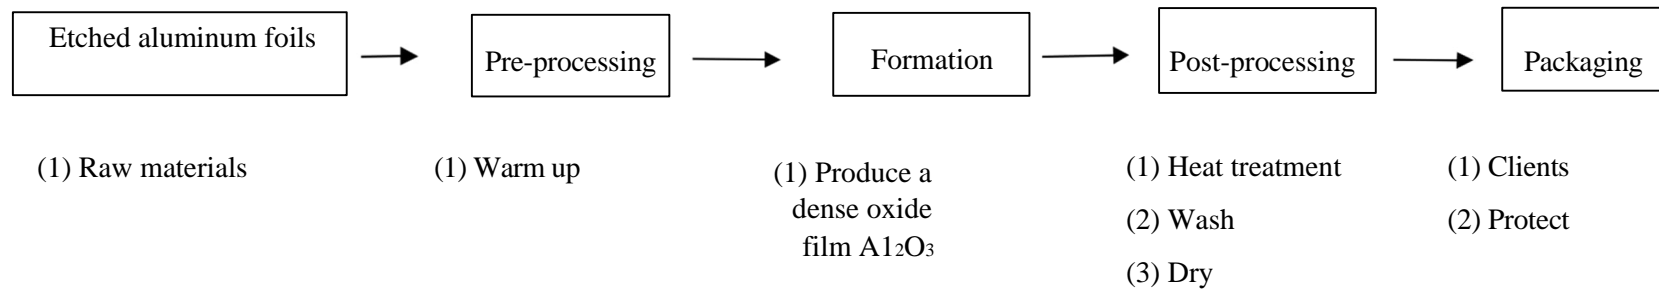 Etched aluminum foils
Pre-processing
Formation
Post-processing
Packaging
(1) Raw materials
(1) Warm up
(1) Produce a
dense oxide
film A1₂O₃
(1) Heat treatment
(2) Wash
(3) Dry
(1) Clients
(2) Protect